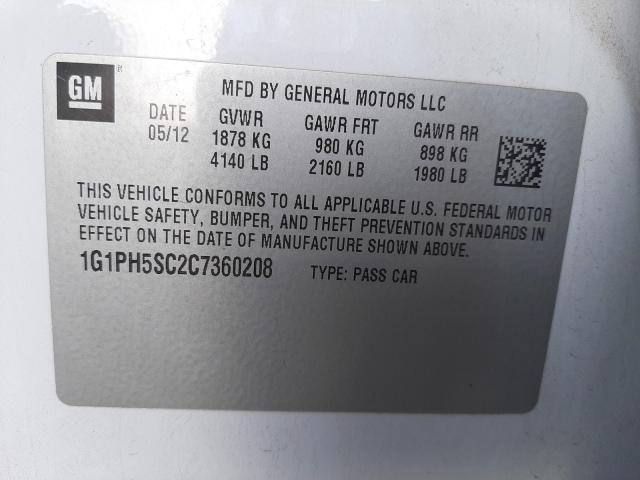 GM
MFD BY GENERAL MOTORS LLC
DATE GVWR GAWR FRT GAWR RR
05/12 1878 KG 980 KG 898 KG
4140 LB 2160 LB 1980 LB
THIS VEHICLE CONFORMS TO ALL APPLICABLE U.S. FEDERAL MOTOR
VEHICLE SAFETY, BUMPER, AND THEFT PREVENTION STANDARDS IN
EFFECT ON THE DATE OF MANUFACTURE SHOWN ABOVE.
1G1PH5SC2C7360208 TYPE: PASS CAR